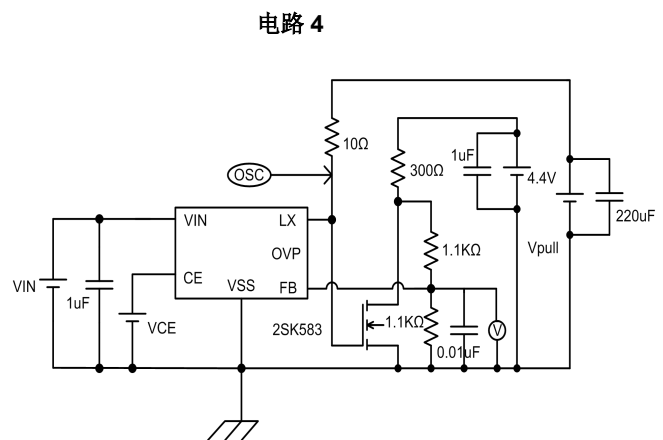 电路 4
10Ω
OSC
300Ω
1uF
4.4V
220uF
Vpull
VIN
LX
OVP
1.1KΩ
CE
VSS
FB
VIN
1uF
VCE
2SK583
1.1KΩ
0.01uF
V